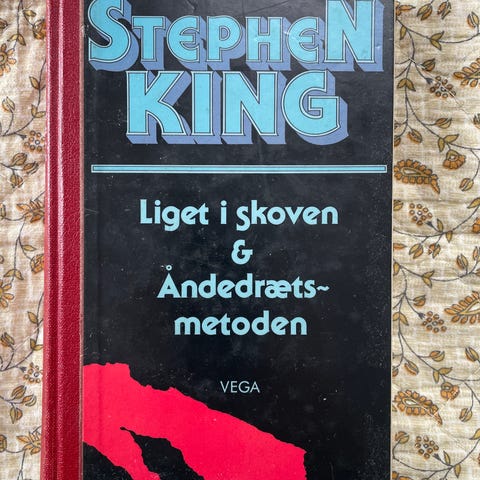 STEPHEN
KING
Liget i skoven
&
Åndedræts~
metoden
VEGA